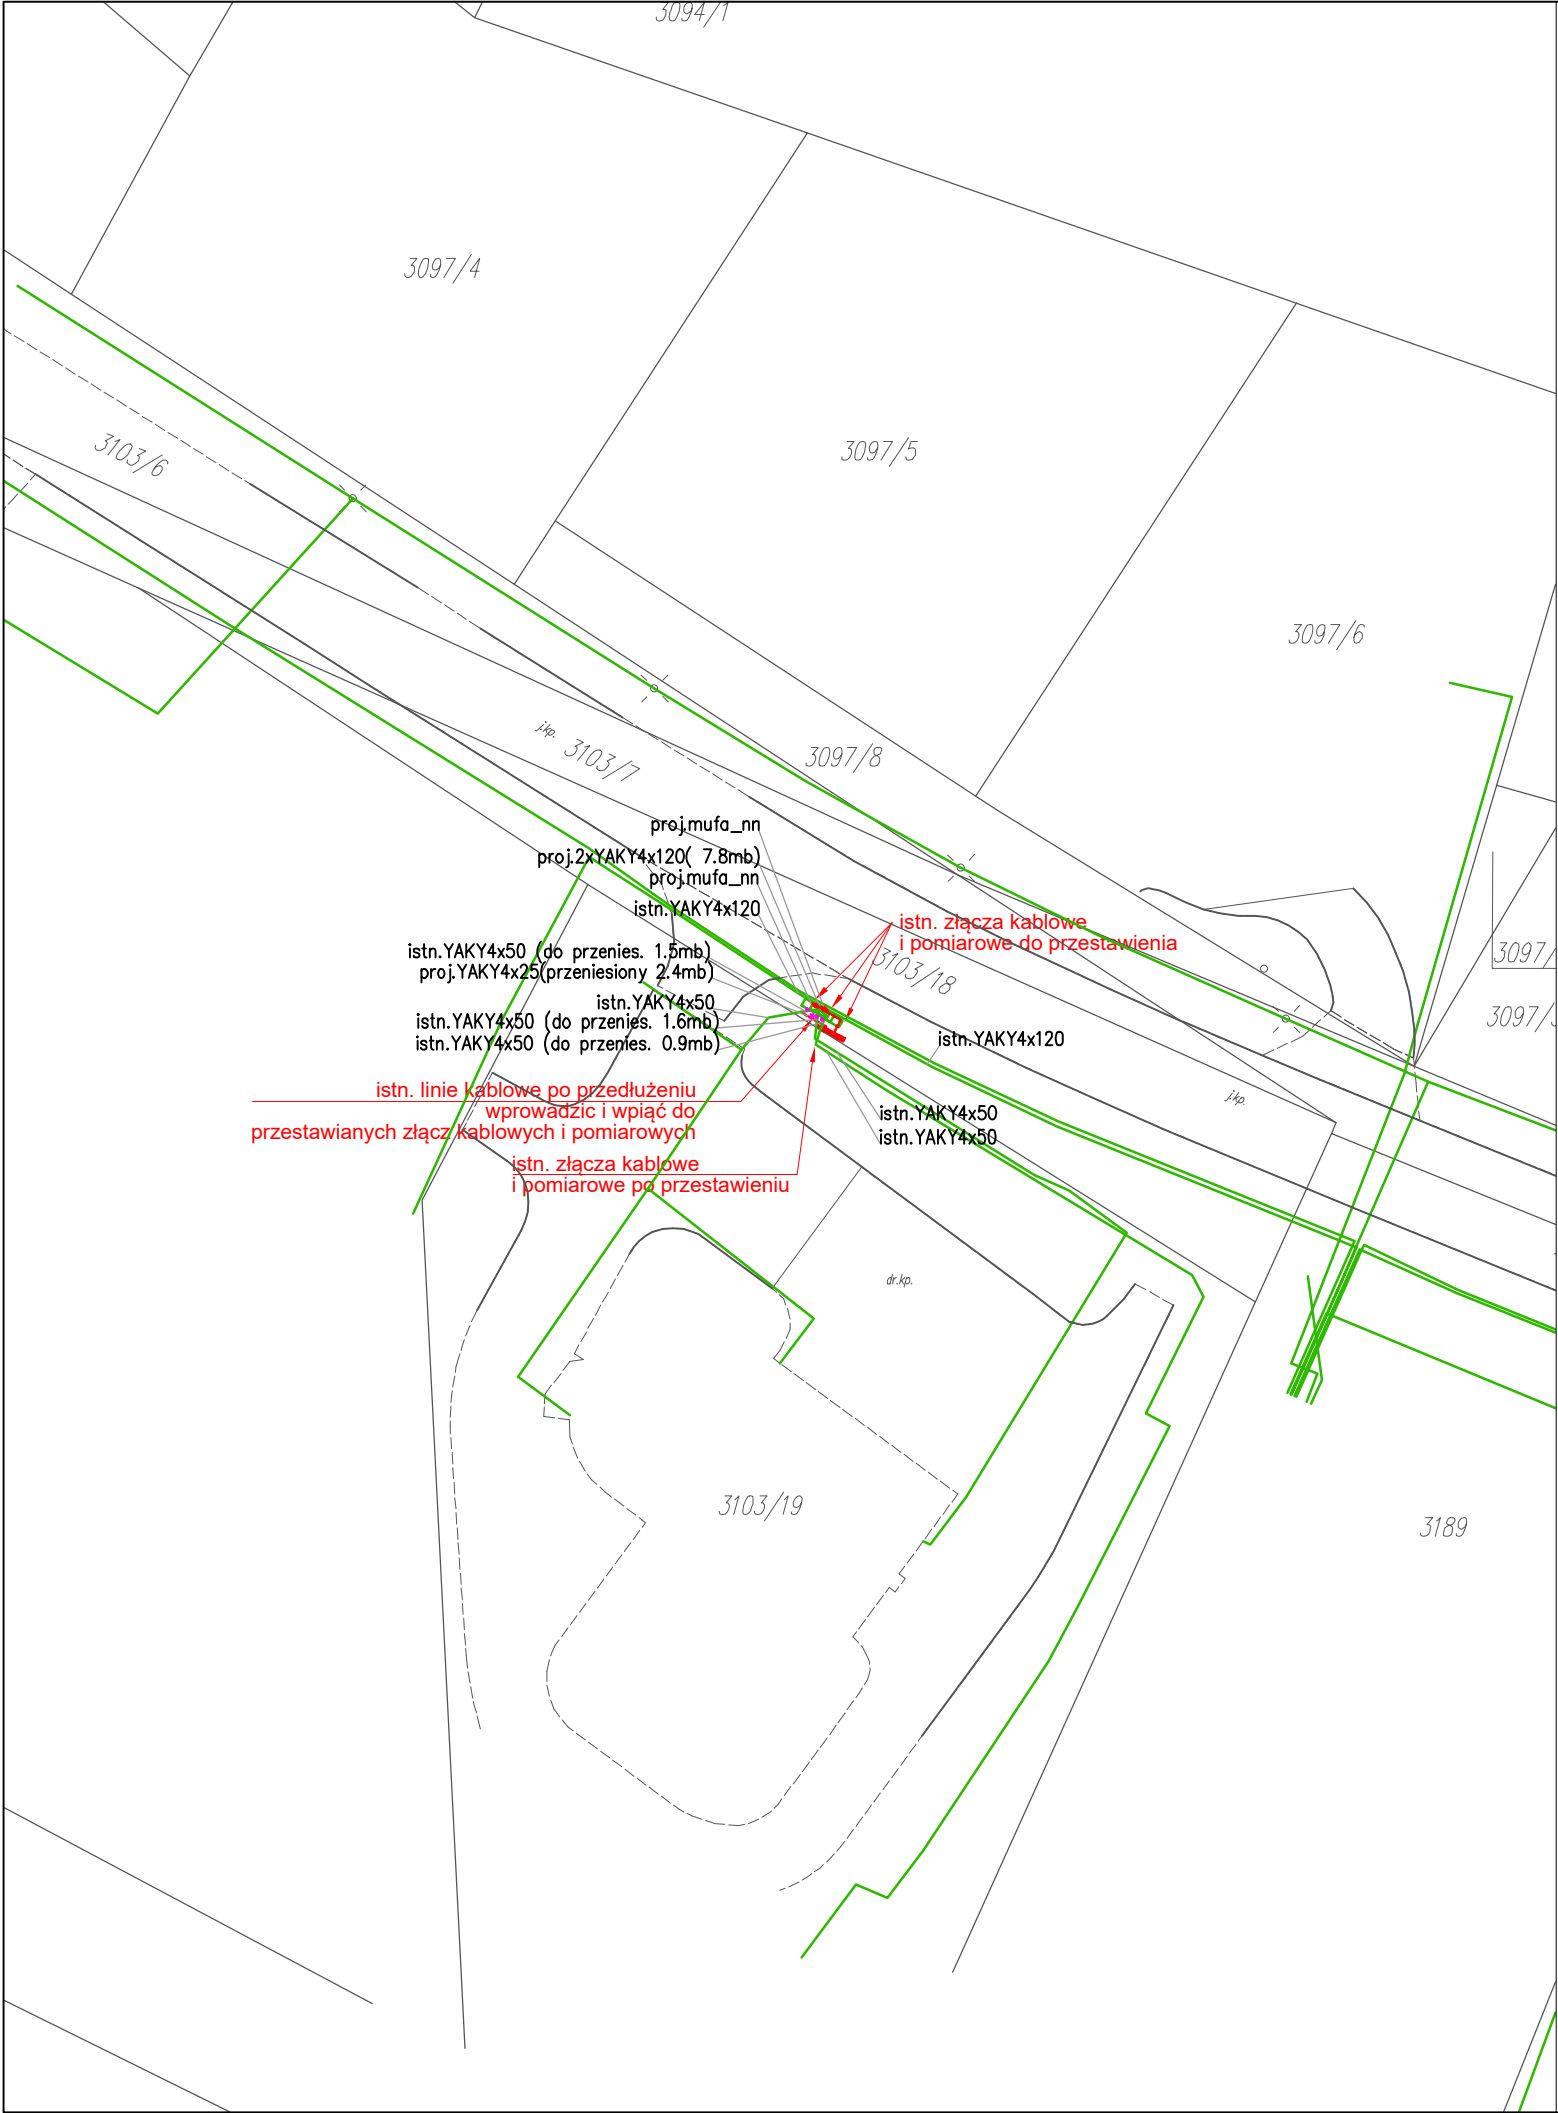 3094/1
3097/4
3103/6
3097/5
3097/6
j.kp.
3103/7
3097/8
proj.mufa_nn
proj.2xYAKY4x120( 7.8mb)
proj.mufa_nn
istn.YAKY4x120
istn. złącza kablowe
i pomiarowe do przestawienia
istn.YAKY4x50 (do przenies. 1.5mb)
proj.YAKY4x25(przeniesiony 2.4mb)
3103/18
3097/
istn.YAKY4x50
istn.YAKY4x50 (do przenies. 1.6mb)
istn.YAKY4x50 (do przenies. 0.9mb)
istn.YAKY4x120
istn. linie kablowe po przedłużeniu
wprowadzic i wpiąć do
przestawianych złącz kablowych i pomiarowych
j.kp.
istn.YAKY4x50
istn.YAKY4x50
istn. złącza kablowe
i pomiarowe po przestawieniu
dr.kp.
3103/19
3189